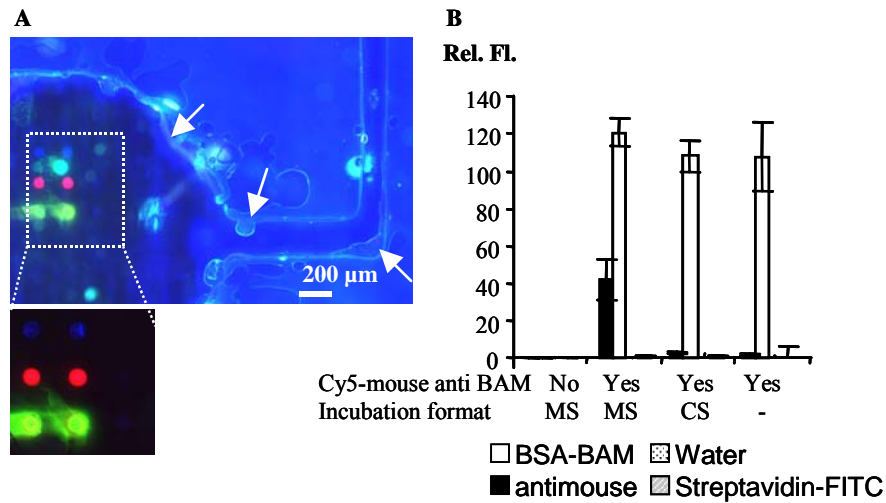 A
B
Rel. Fl.
140
120
100
80
60
40
20
0
200 µm
Cy5-mouse anti BAM No Yes Yes Yes
Incubation format MS MS CS -
BSA-BAM Water
antimouse Streptavidin-FITC